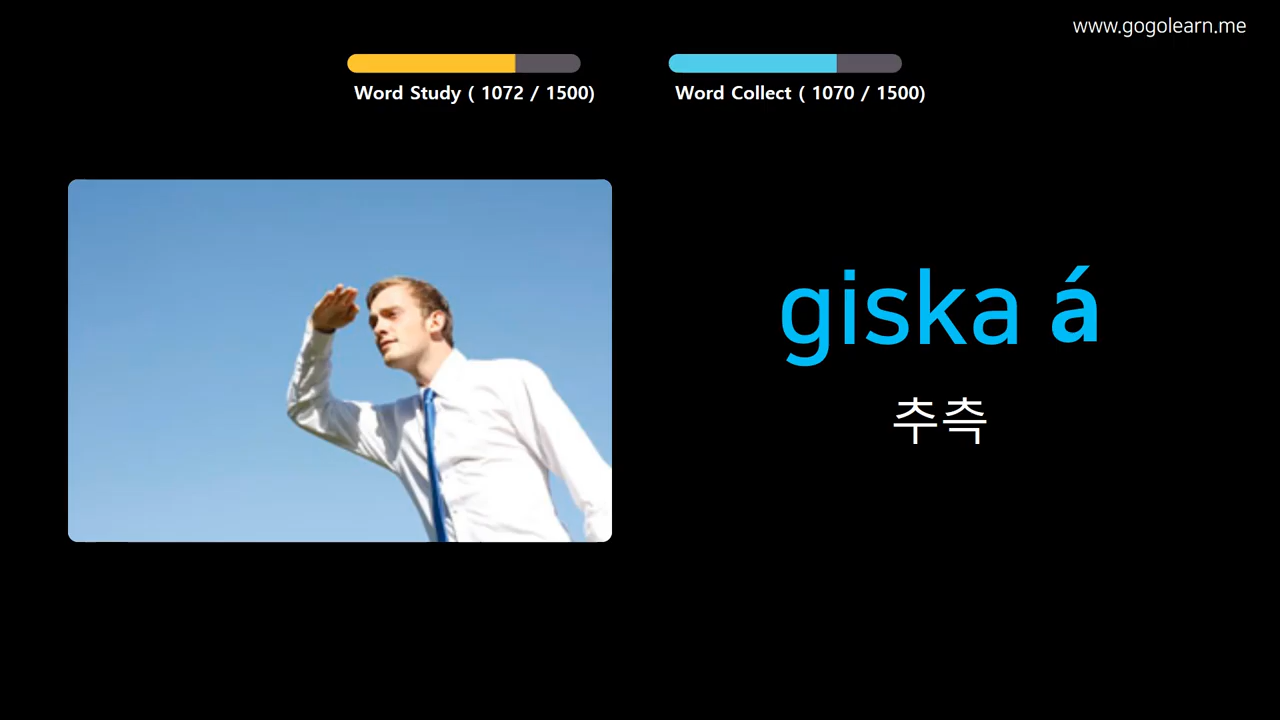 www.gogolearn.me
Word Study ( 1072 / 1500)
Word Collect ( 1070 / 1500)
giska á
추측